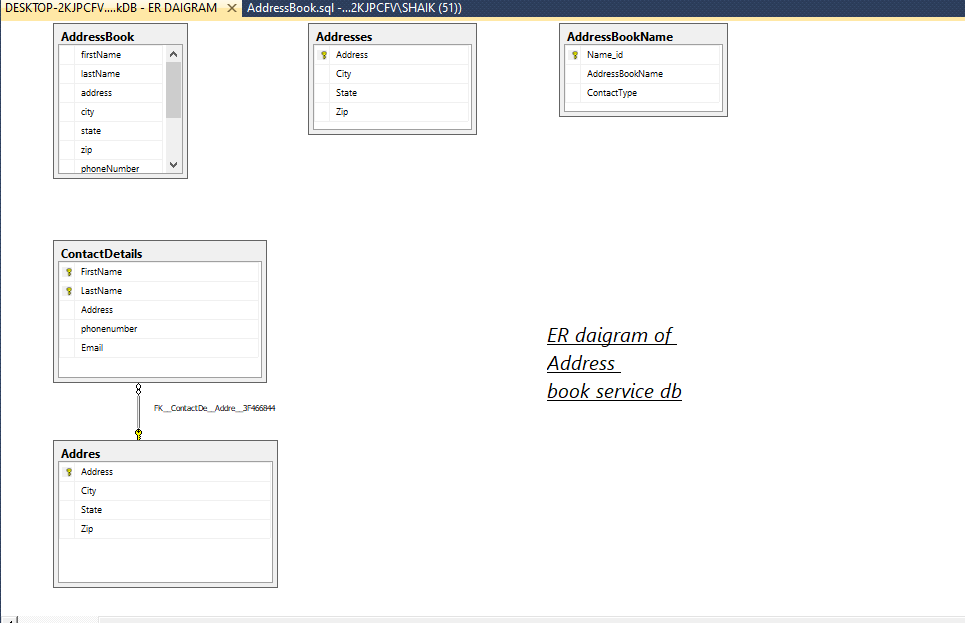 DESKTOP-2KJPCFV....kDB - ER DAIGRAM
AddressBook.sql -...2KJPCFV\SHAIK (51))
AddressBook
firstName
lastName
address
city
state
zip
phoneNumber
Addresses
Address
City
State
Zip
AddressBookName
Name_id
AddressBookName
ContactType
ContactDetails
FirstName
LastName
Address
phonenumber
Email
FK__ContactDe__Addre__3F466844
Addres
Address
City
State
Zip
ER daigram of
Address
book service db